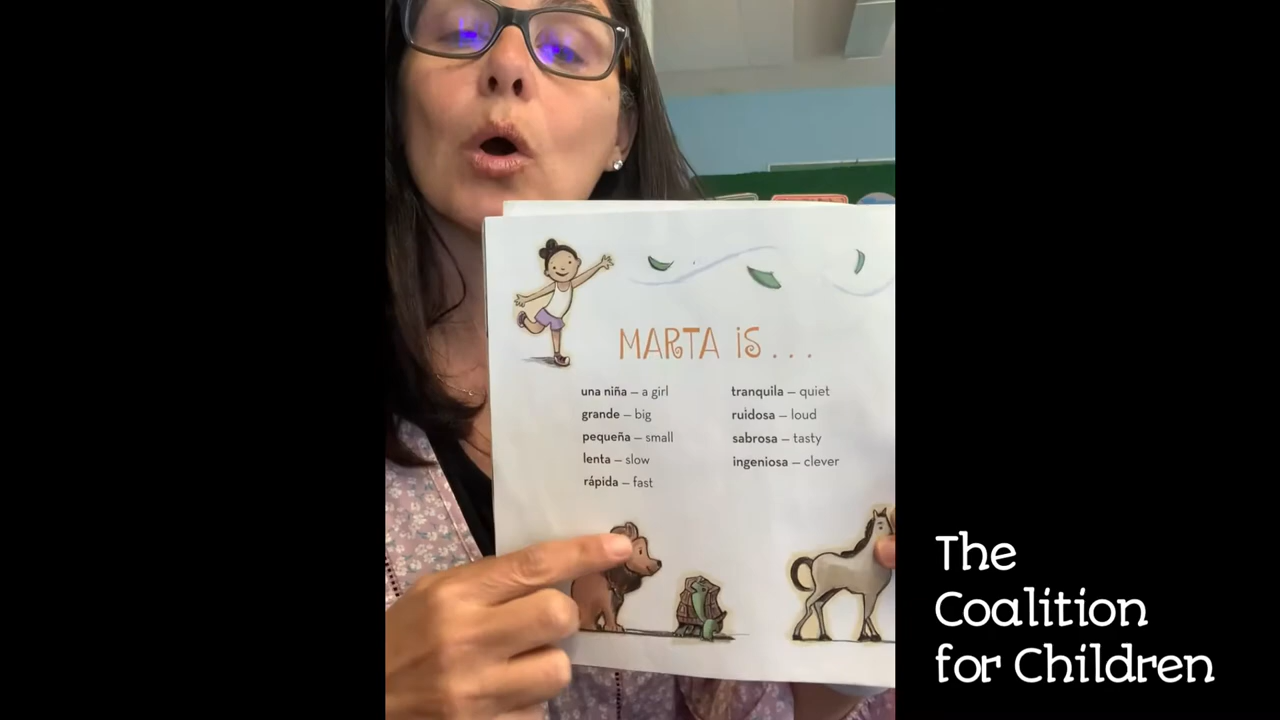 MARTA iS...
una niña – a girl
grande – big
pequeña – small
lenta – slow
rápida – fast
tranquila – quiet
ruidosa – loud
sabrosa – tasty
ingeniosa – clever
The
Coalition
for Children